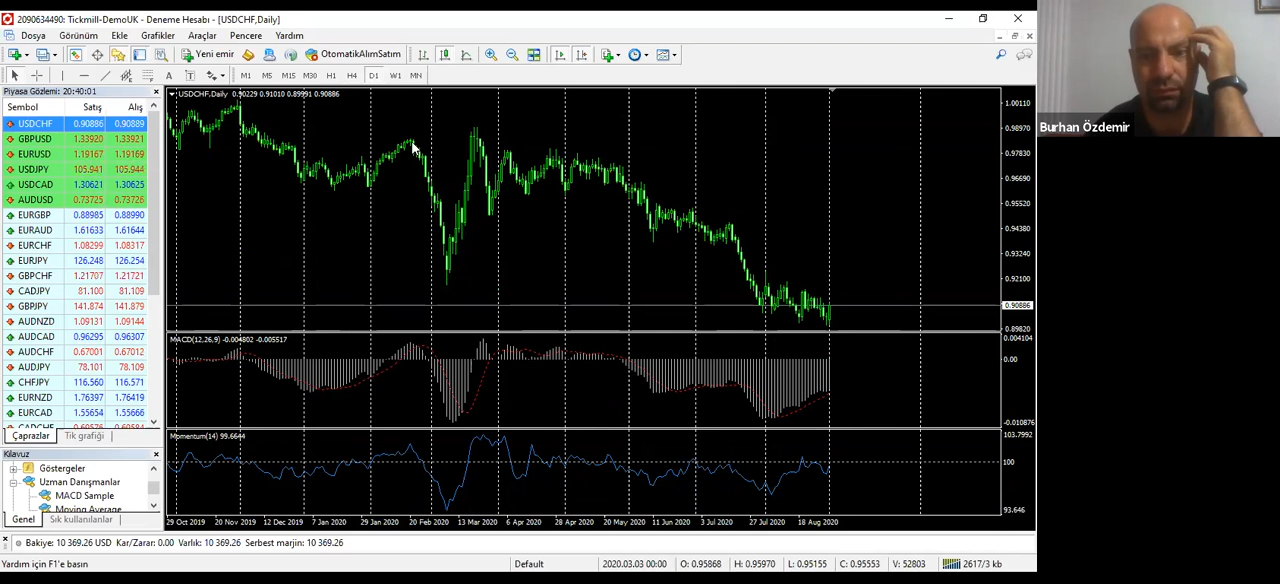 2090634490: Tickmill-DemoUK - Deneme Hesabı - [USDCHF,Daily]
Dosya Görünüm Ekle Grafikler Araçlar Pencere Yardım
Yeni emir OtomatikAlımSatım
A T M1 M5 M15 M30 H1 H4 D1 W1 MN
Piyasa Gözlemi: 20:40:01
Sembol Satış Alış
USDCHF 0.90886 0.90889
GBPUSD 1.33920 1.33921
EURUSD 1.19167 1.19169
USDJPY 105.941 105.944
USDCAD 1.30621 1.30625
AUDUSD 0.73725 0.73726
EURGBP 0.88985 0.88990
EURAUD 1.61633 1.61644
EURCHF 1.08299 1.08317
EURJPY 126.248 126.254
GBPCHF 1.21707 1.21721
CADJPY 81.100 81.109
GBPJPY 141.874 141.879
AUDNZD 1.09131 1.09144
AUDCAD 0.96295 0.96307
AUDCHF 0.67001 0.67012
AUDJPY 78.101 78.109
CHFJPY 116.560 116.571
EURNZD 1.76397 1.76419
EURCAD 1.55654 1.55666
Çaprazlar Tik grafiği
Kılavuz
Göstergeler
Uzman Danışmanlar
MACD Sample
Moving Average
Genel Sık kullanılanlar
USDCHF,Daily 0.90229 0.91010 0.89991 0.90886
1.00110
0.98970
0.97830
0.96690
0.95520
0.94380
0.93240
0.92100
0.90886
0.89820
MACD(12,26,9) -0.004802 -0.005517
0.004104
0.00
-0.010876
Momentum(14) 99.6644
103.7992
100
93.646
29 Oct 2019 20 Nov 2019 12 Dec 2019 7 Jan 2020 29 Jan 2020 20 Feb 2020 13 Mar 2020 6 Apr 2020 28 Apr 2020 20 May 2020 11 Jun 2020 3 Jul 2020 27 Jul 2020 18 Aug 2020
Bakiye: 10 369.26 USD Kar/Zarar: 0.00 Varlık: 10 369.26 Serbest marjin: 10 369.26
Yardım için F1'e basın Default 2020.03.03 00:00 O: 0.95868 H: 0.95970 L: 0.95155 C: 0.95553 V: 52803 2617/3 kb
Burhan Özdemir